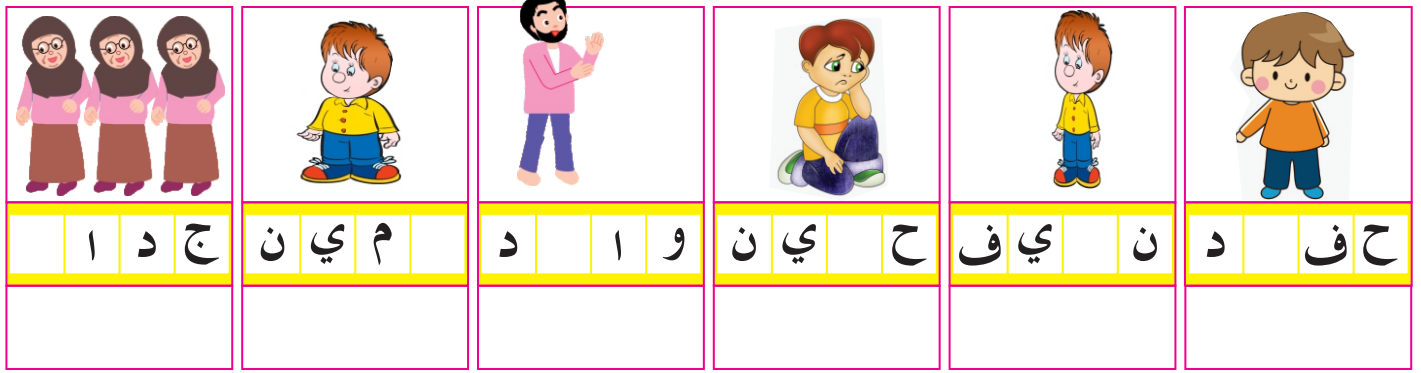 ح ف د
ن ي ف
ح ي ن
و ا د
م ي ن
ج د ا